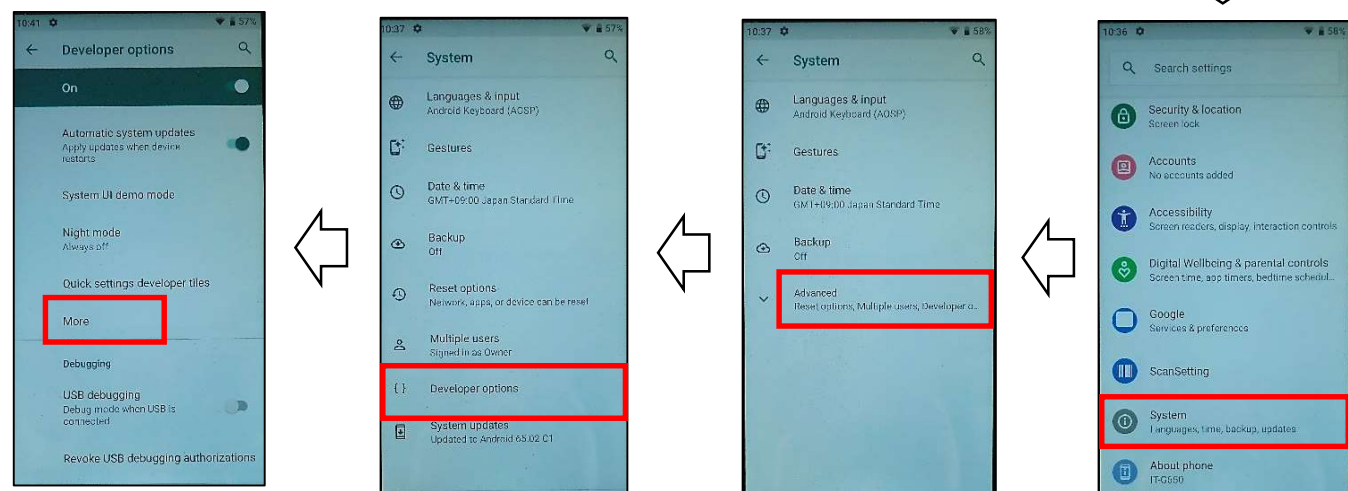 10:41 57%
Developer options
On
Automatic system updates
Apply updates when device
restarts
System UI demo mode
Night mode
Always off
Quick settings developer tiles
More
Debugging
USB debugging
Debug mode when USB is
connected
Revoke USB debugging authorizations
10:37 57%
System
Languages & input
Android Keyboard (AOSP)
Gestures
Date & time
GMT+09:00 Japan Standard Time
Backup
Off
Reset options
Network, apps, or device can be reset
Multiple users
Signed in as Owner
{ } Developer options
System updates
Updated to Android 65.02 C1
10:37 58%
System
Languages & input
Android Keyboard (AOSP)
Gestures
Date & time
GMT+09:00 Japan Standard Time
Backup
Off
Advanced
Reset options, Multiple users, Developer o..
10:36 58%
Search settings
Security & location
Screen lock
Accounts
No accounts added
Accessibility
Screen readers, display, interaction controls
Digital Wellbeing & parental controls
Screen time, app timers, bedtime schedul..
Google
Services & preferences
ScanSetting
System
Languages, time, backup, updates
About phone
IT-G650